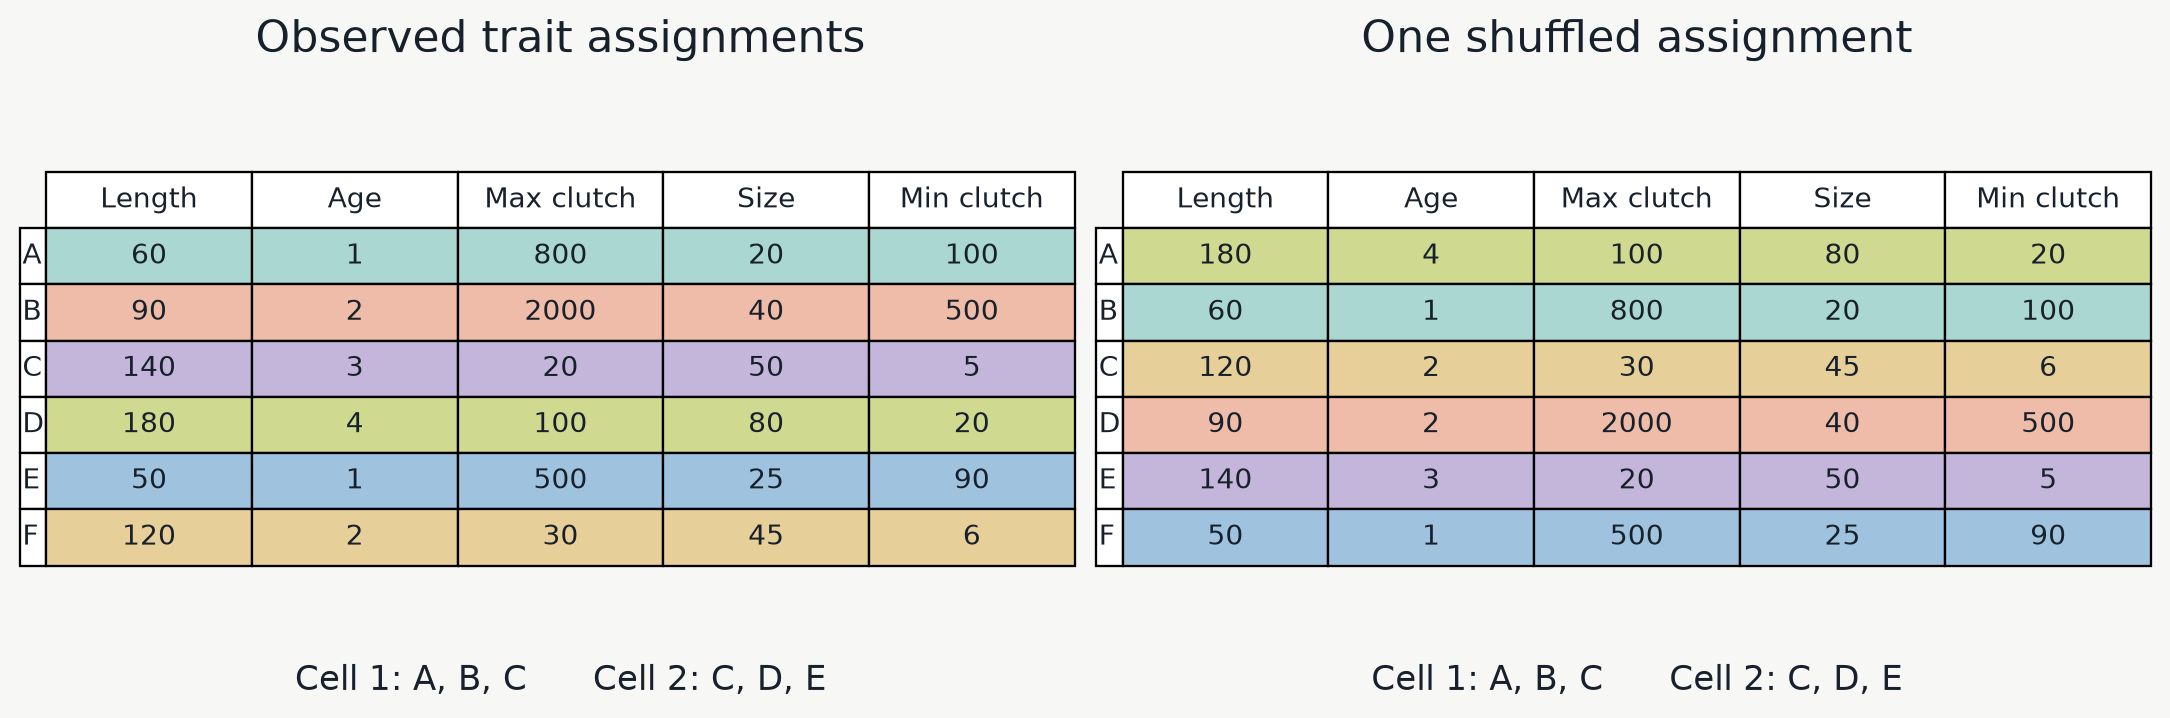 Observed trait assignments
Length Age Max clutch Size Min clutch
A 60 1 800 20 100
B 90 2 2000 40 500
C 140 3 20 50 5
D 180 4 100 80 20
E 50 1 500 25 90
F 120 2 30 45 6
Cell 1: A, B, C Cell 2: C, D, E
One shuffled assignment
Length Age Max clutch Size Min clutch
A 180 4 100 80 20
B 60 1 800 20 100
C 120 2 30 45 6
D 90 2 2000 40 500
E 140 3 20 50 5
F 50 1 500 25 90
Cell 1: A, B, C Cell 2: C, D, E